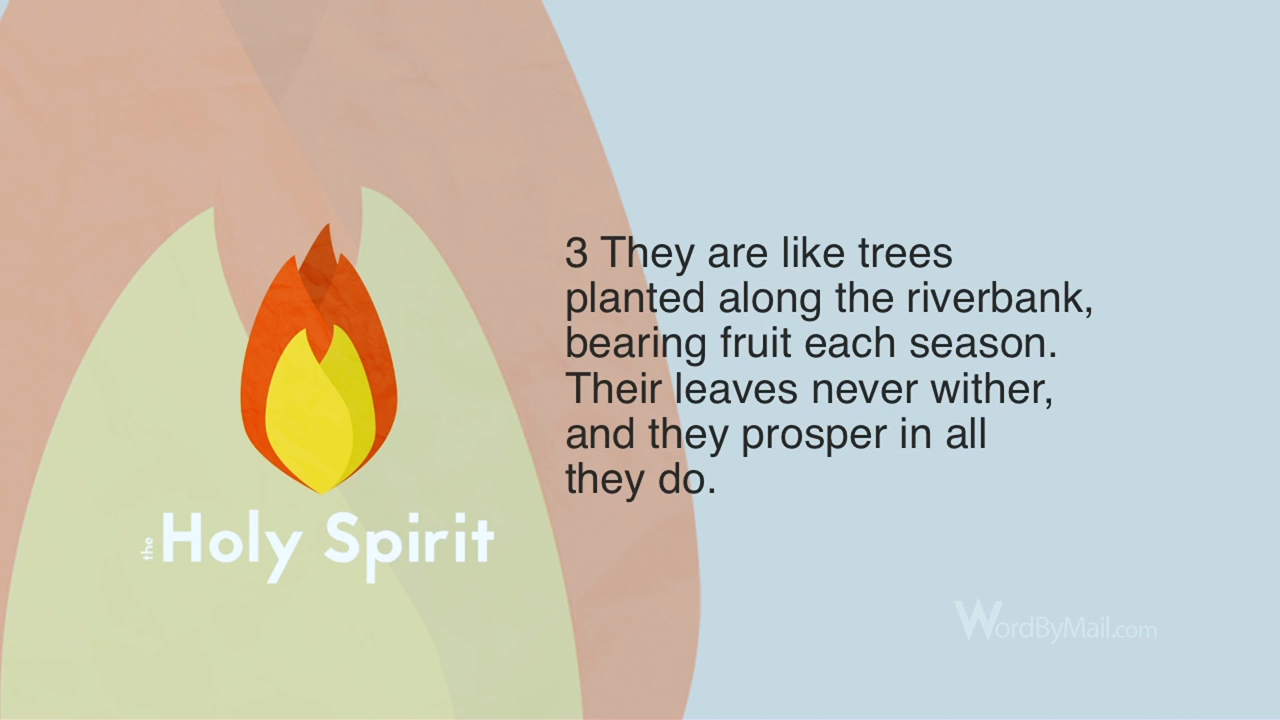 3 They are like trees
planted along the riverbank,
bearing fruit each season.
Their leaves never wither,
and they prosper in all
they do.
the Holy Spirit
WordByMail.com